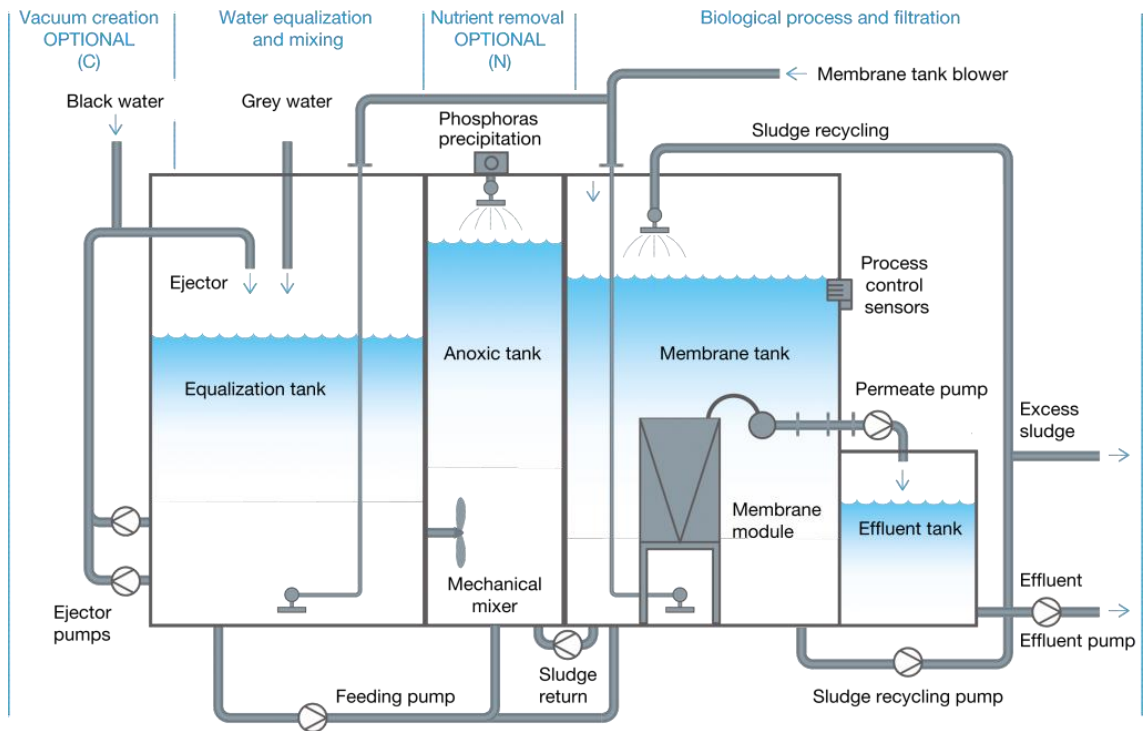 Vacuum creation
OPTIONAL
(C)
Water equalization
and mixing
Nutrient removal
OPTIONAL
(N)
Biological process and filtration
Black water
Grey water
Membrane tank blower
Phosphoras
precipitation
Sludge recycling
Ejector
Process
control
sensors
Anoxic tank
Membrane tank
Equalization tank
Permeate pump
Excess
sludge
Membrane
module
Effluent tank
Mechanical
mixer
Ejector
pumps
Effluent
Effluent pump
Feeding pump
Sludge
return
Sludge recycling pump